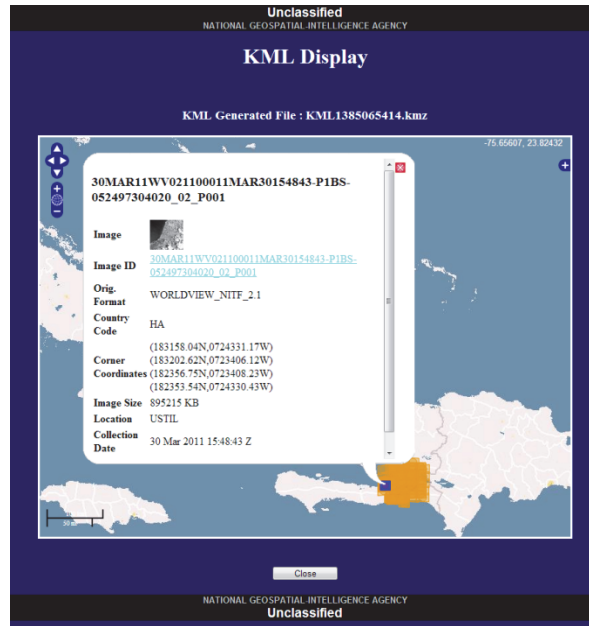 Unclassified
NATIONAL GEOSPATIAL-INTELLIGENCE AGENCY
KML Display
KML Generated File : KML1385065414.kmz
-75.65607, 23.82432
30MAR11WV021100011MAR30154843-P1BS-
052497304020_02_P001
Image
Image ID
30MAR11WV021100011MAR30154843-P1BS-
052497304020_02_P001
Orig.
Format
WORLDVIEW_NITF_2.1
Country
Code
HA
Corner
Coordinates
(183158.04N,0724331.17W)
(183202.62N,0723406.12W)
(182356.75N,0723408.23W)
(182353.54N,0724330.43W)
Image Size 895215 KB
Location USTIL
Collection
Date
30 Mar 2011 15:48:43 Z
Close
NATIONAL GEOSPATIAL-INTELLIGENCE AGENCY
Unclassified